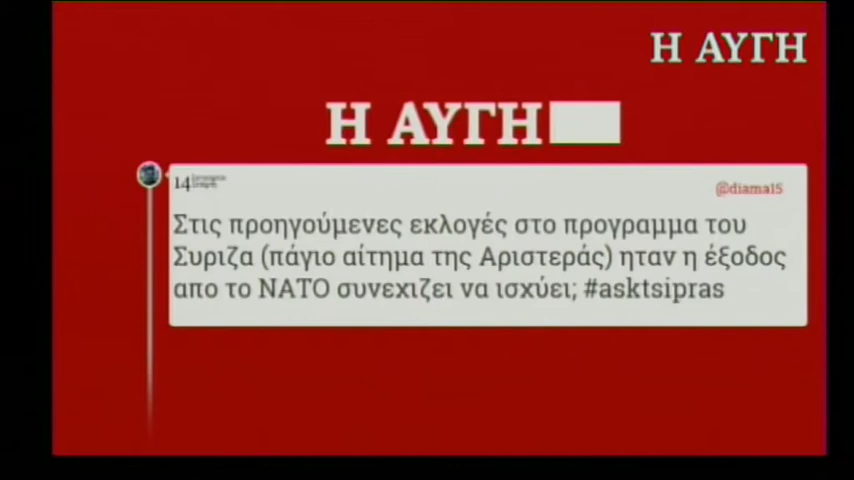 Η ΑΥΓΗ
Η ΑΥΓΗ
14
@diama15
Στις προηγούμενες εκλογές στο προγραμμα του
Συριζα (πάγιο αίτημα της Αριστεράς) ηταν η έξοδος
απο το ΝΑΤΟ συνεχιζει να ισχύει; #asktsipras